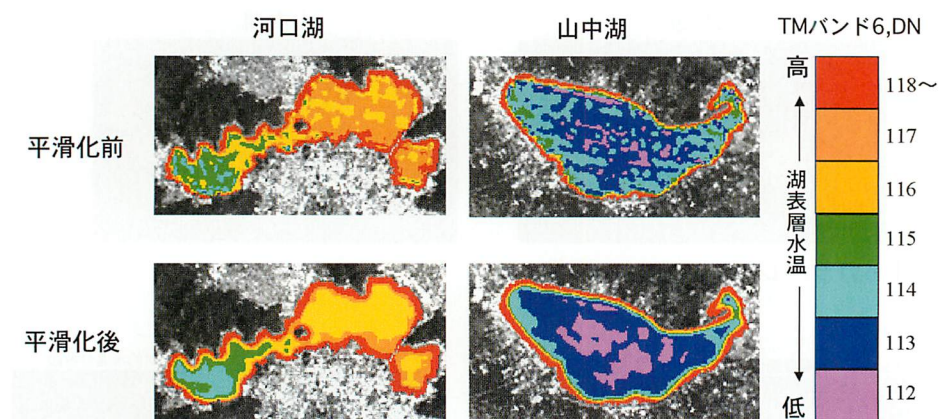 河口湖
山中湖
TMバンド6,DN
平滑化前
平滑化後
高
湖表層水温
低
118〜
117
116
115
114
113
112